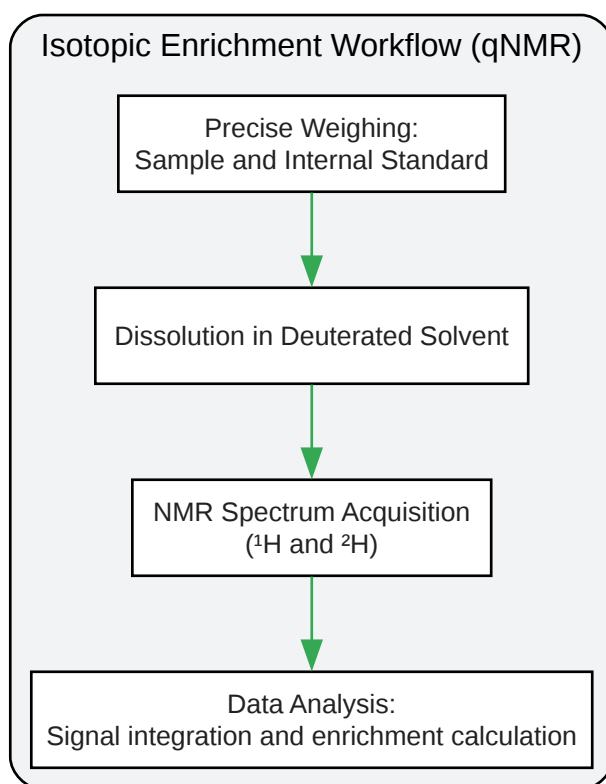 Isotopic Enrichment Workflow (qNMR)
Precise Weighing:
Sample and Internal Standard
Dissolution in Deuterated Solvent
NMR Spectrum Acquisition
(¹H and ²H)
Data Analysis:
Signal integration and enrichment calculation